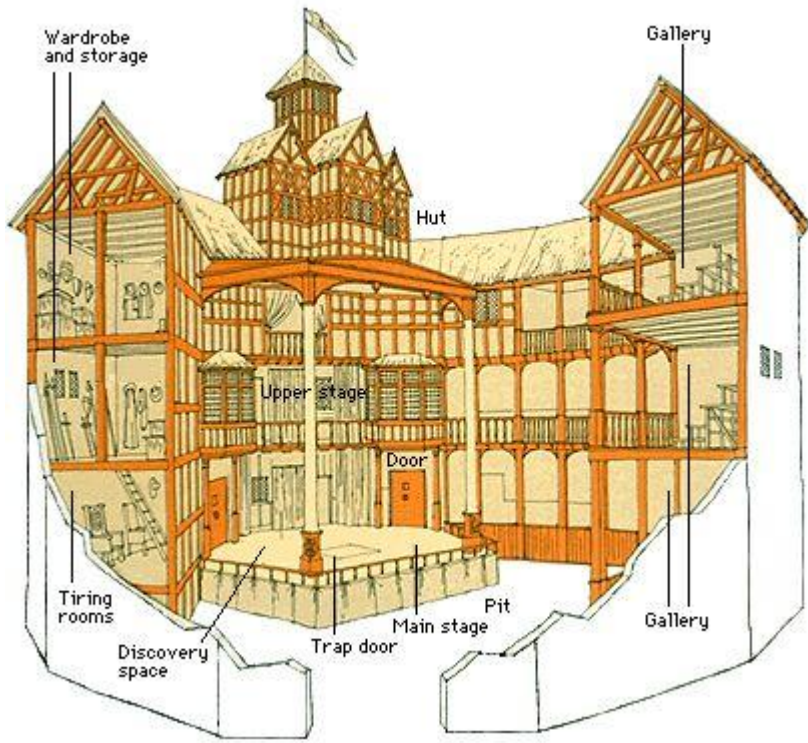 Wardrobe
and storage
Gallery
Hut
Upper stage
Door
Tiring
rooms
Discovery
space
Trap door
Main stage
Pit
Gallery